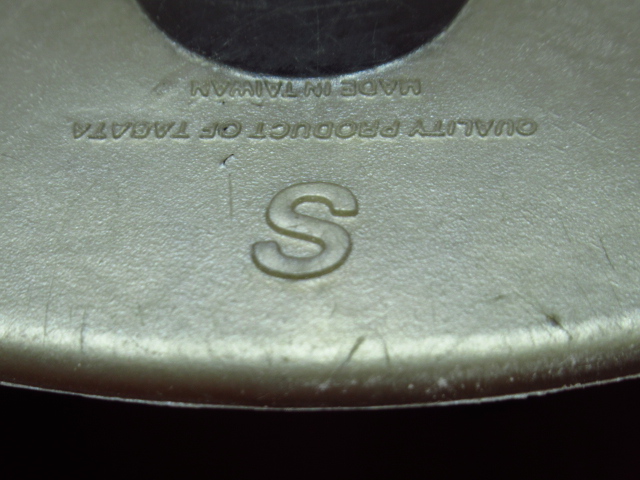 QUALITY PRODUCT OF TABATA
MADE IN TAIWAN
S